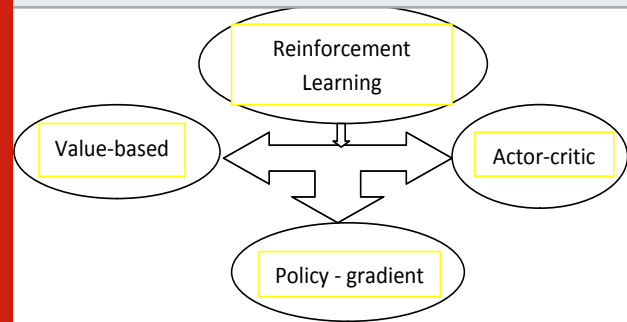 Reinforcement
Learning
Value-based
Actor-critic
Policy - gradient